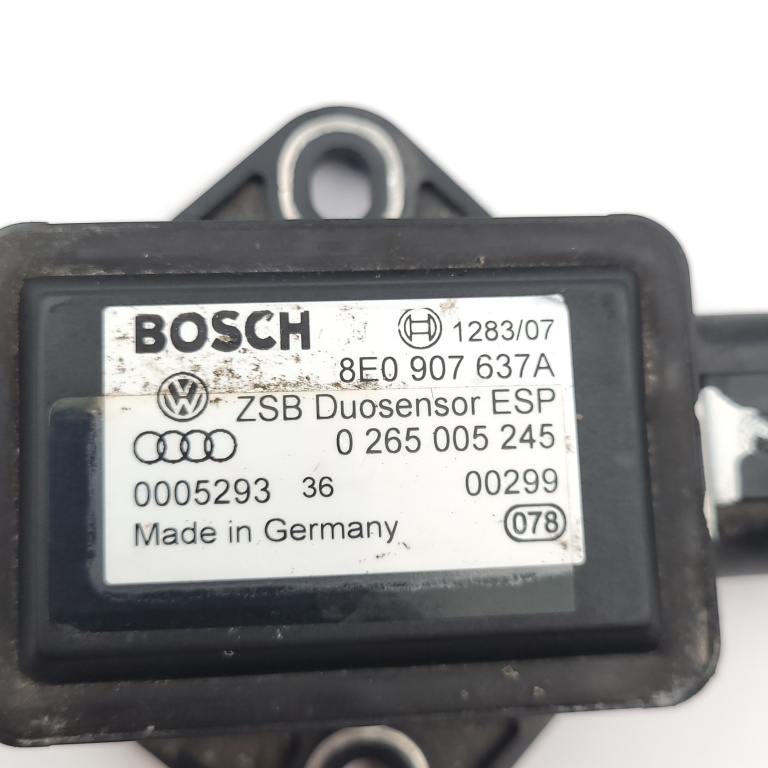 BOSCH 1283/07
8E0 907 637A
ZSB Duosensor ESP
0 265 005 245
0005293 36 00299
Made in Germany 078